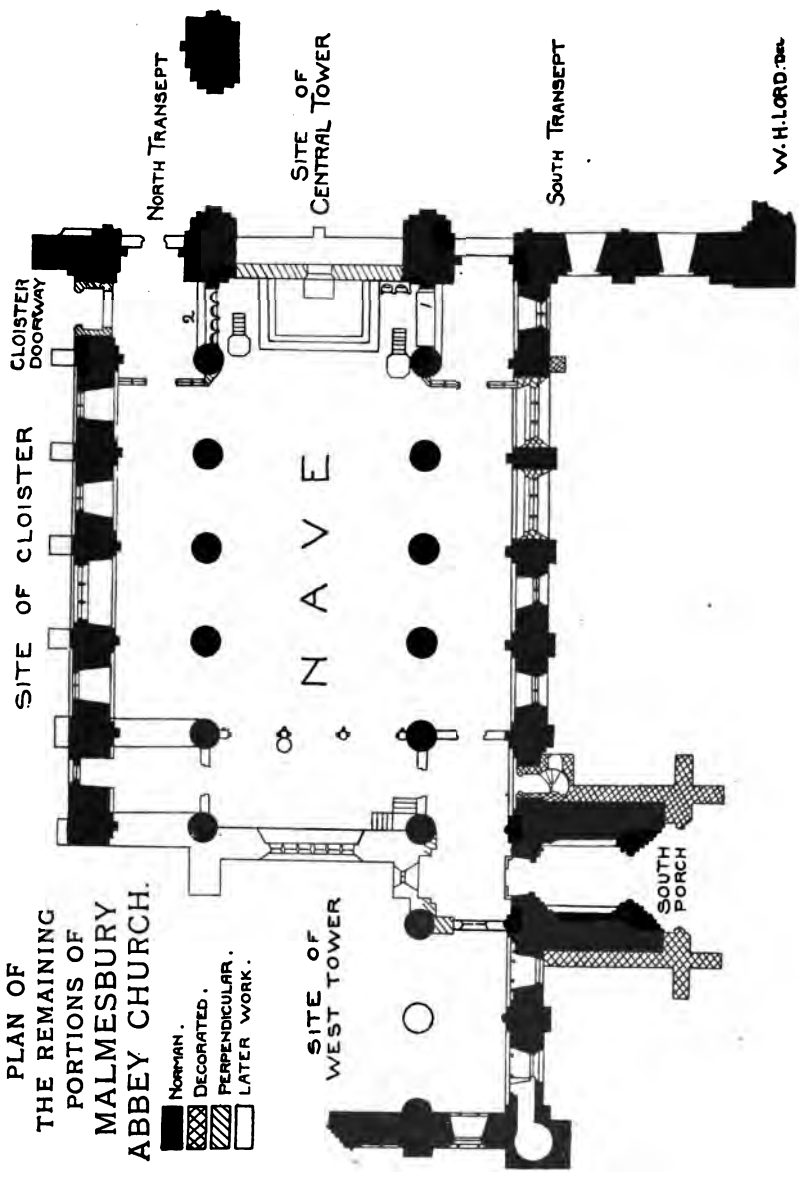 PLAN OF
THE REMAINING
PORTIONS OF
MALMESBURY
ABBEY CHURCH.
NORMAN.
DECORATED.
PERPENDICULAR.
LATER WORK.
SITE OF CLOISTER
CLOISTER
DOORWAY
NORTH TRANSEPT
SITE OF
CENTRAL TOWER
SOUTH TRANSEPT
2
1
NAVE
SITE OF
WEST TOWER
SOUTH
PORCH
W.H.LORD.Del